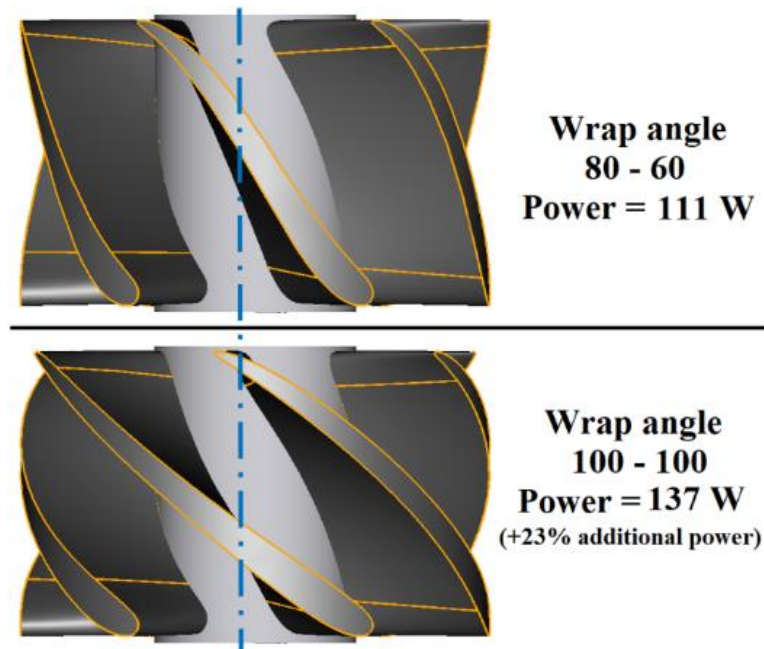 Wrap angle
80 - 60
Power = 111 W
Wrap angle
100 - 100
Power = 137 W
(+23% additional power)